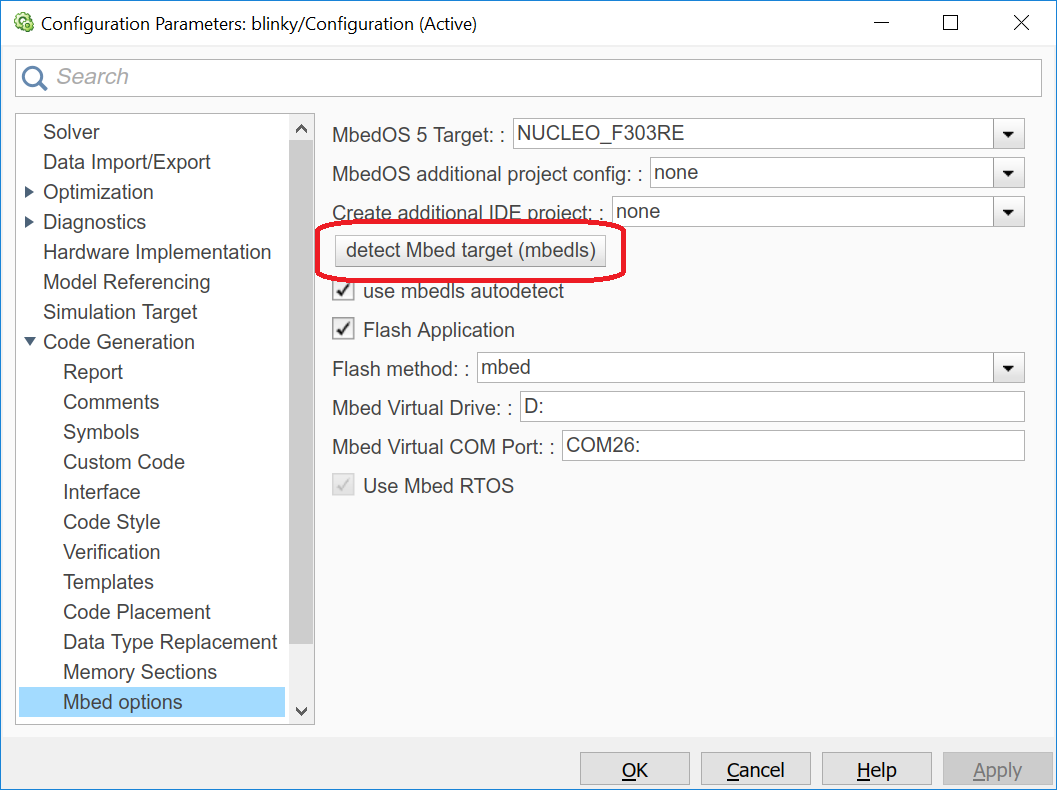 Configuration Parameters: blinky/Configuration (Active)
Search
Solver
Data Import/Export
Optimization
Diagnostics
Hardware Implementation
Model Referencing
Simulation Target
Code Generation
Report
Comments
Symbols
Custom Code
Interface
Code Style
Verification
Templates
Code Placement
Data Type Replacement
Memory Sections
Mbed options
MbedOS 5 Target: : NUCLEO_F303RE
MbedOS additional project config: : none
Create additional IDE project: : none
detect Mbed target (mbedls)
use mbedls autodetect
Flash Application
Flash method: : mbed
Mbed Virtual Drive: : D:
Mbed Virtual COM Port: : COM26:
Use Mbed RTOS
OK Cancel Help Apply